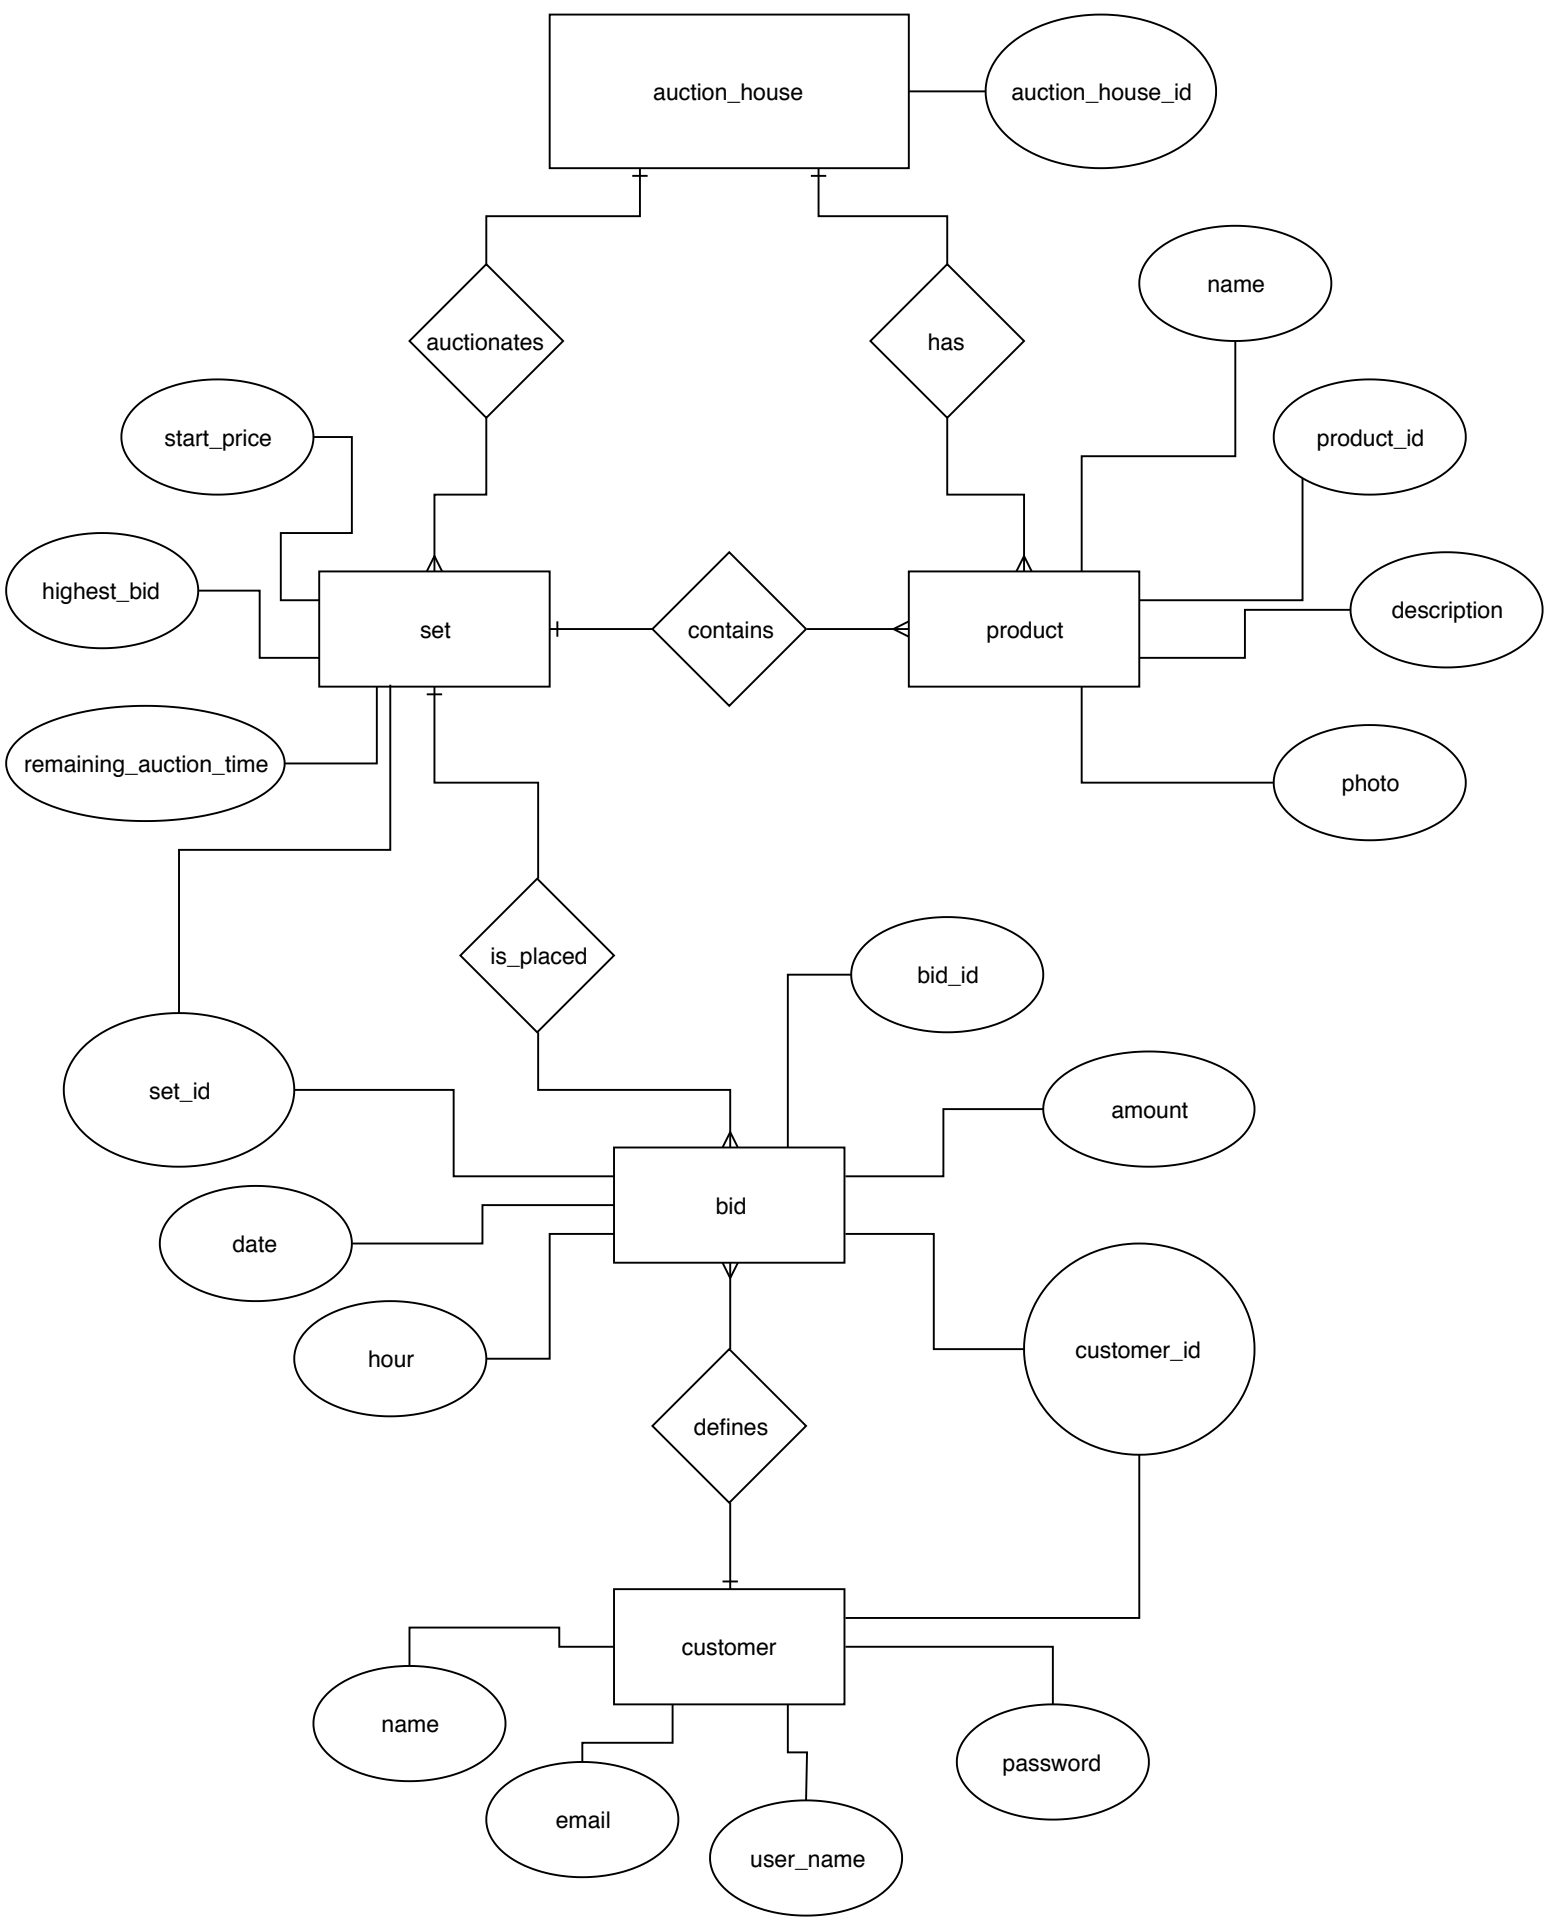 auction_house
auction_house_id
name
auctionates
has
start_price
product_id
highest_bid
description
set
contains
product
remaining_auction_time
photo
is_placed
bid_id
set_id
amount
bid
date
customer_id
hour
defines
customer
name
password
email
user_name